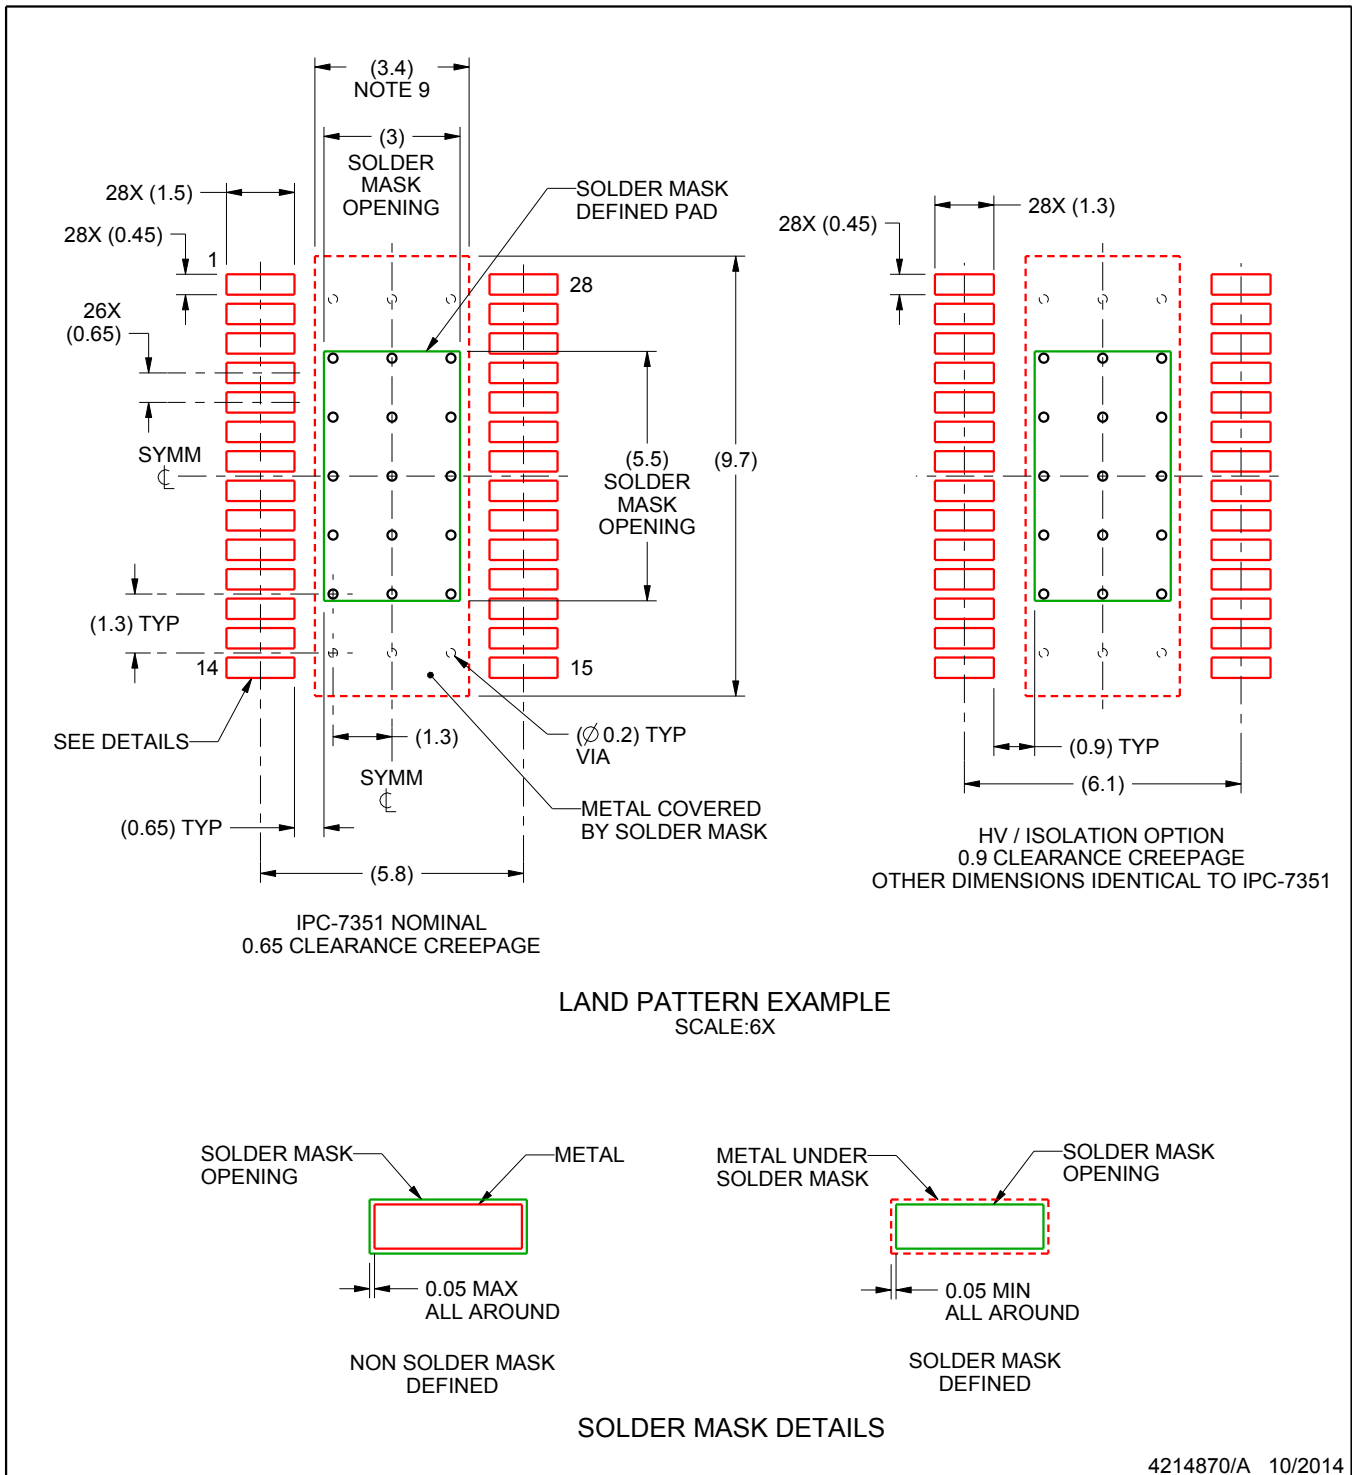 (3.4)
NOTE 9
(3)
SOLDER
MASK
OPENING
28X (1.5)
28X (0.45)
1
26X
(0.65)
SYMM
℄
(1.3) TYP
14
SEE DETAILS
(0.65) TYP
SOLDER MASK
DEFINED PAD
28
(5.5)
SOLDER
MASK
OPENING
(9.7)
15
(1.3)
SYMM
℄
(∅ 0.2) TYP
VIA
METAL COVERED
BY SOLDER MASK
(5.8)
IPC-7351 NOMINAL
0.65 CLEARANCE CREEPAGE
28X (1.3)
28X (0.45)
(0.9) TYP
(6.1)
HV / ISOLATION OPTION
0.9 CLEARANCE CREEPAGE
OTHER DIMENSIONS IDENTICAL TO IPC-7351
LAND PATTERN EXAMPLE
SCALE:6X
SOLDER MASK
OPENING
METAL
0.05 MAX
ALL AROUND
NON SOLDER MASK
DEFINED
METAL UNDER
SOLDER MASK
SOLDER MASK
OPENING
0.05 MIN
ALL AROUND
SOLDER MASK
DEFINED
SOLDER MASK DETAILS
4214870/A 10/2014